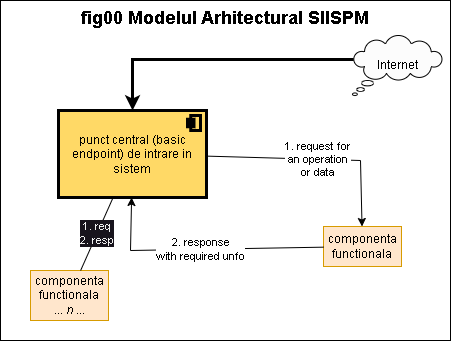 fig00 Modelul Arhitectural SIISPM
Internet
punct central (basic
endpoint) de intrare in
sistem
1. request for
an operation
or data
1. req
2. resp
2. response
with required unfo
componenta
functionala
componenta
functionala
... n ...